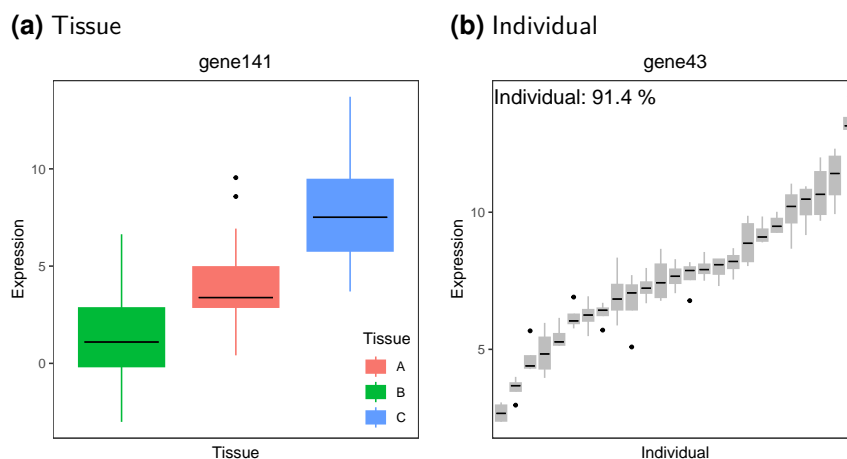 (a) Tissue
gene141
Expression
10
5
0
Tissue
A
B
C
Tissue
(b) Individual
gene43
Individual: 91.4 %
Expression
10
5
Individual